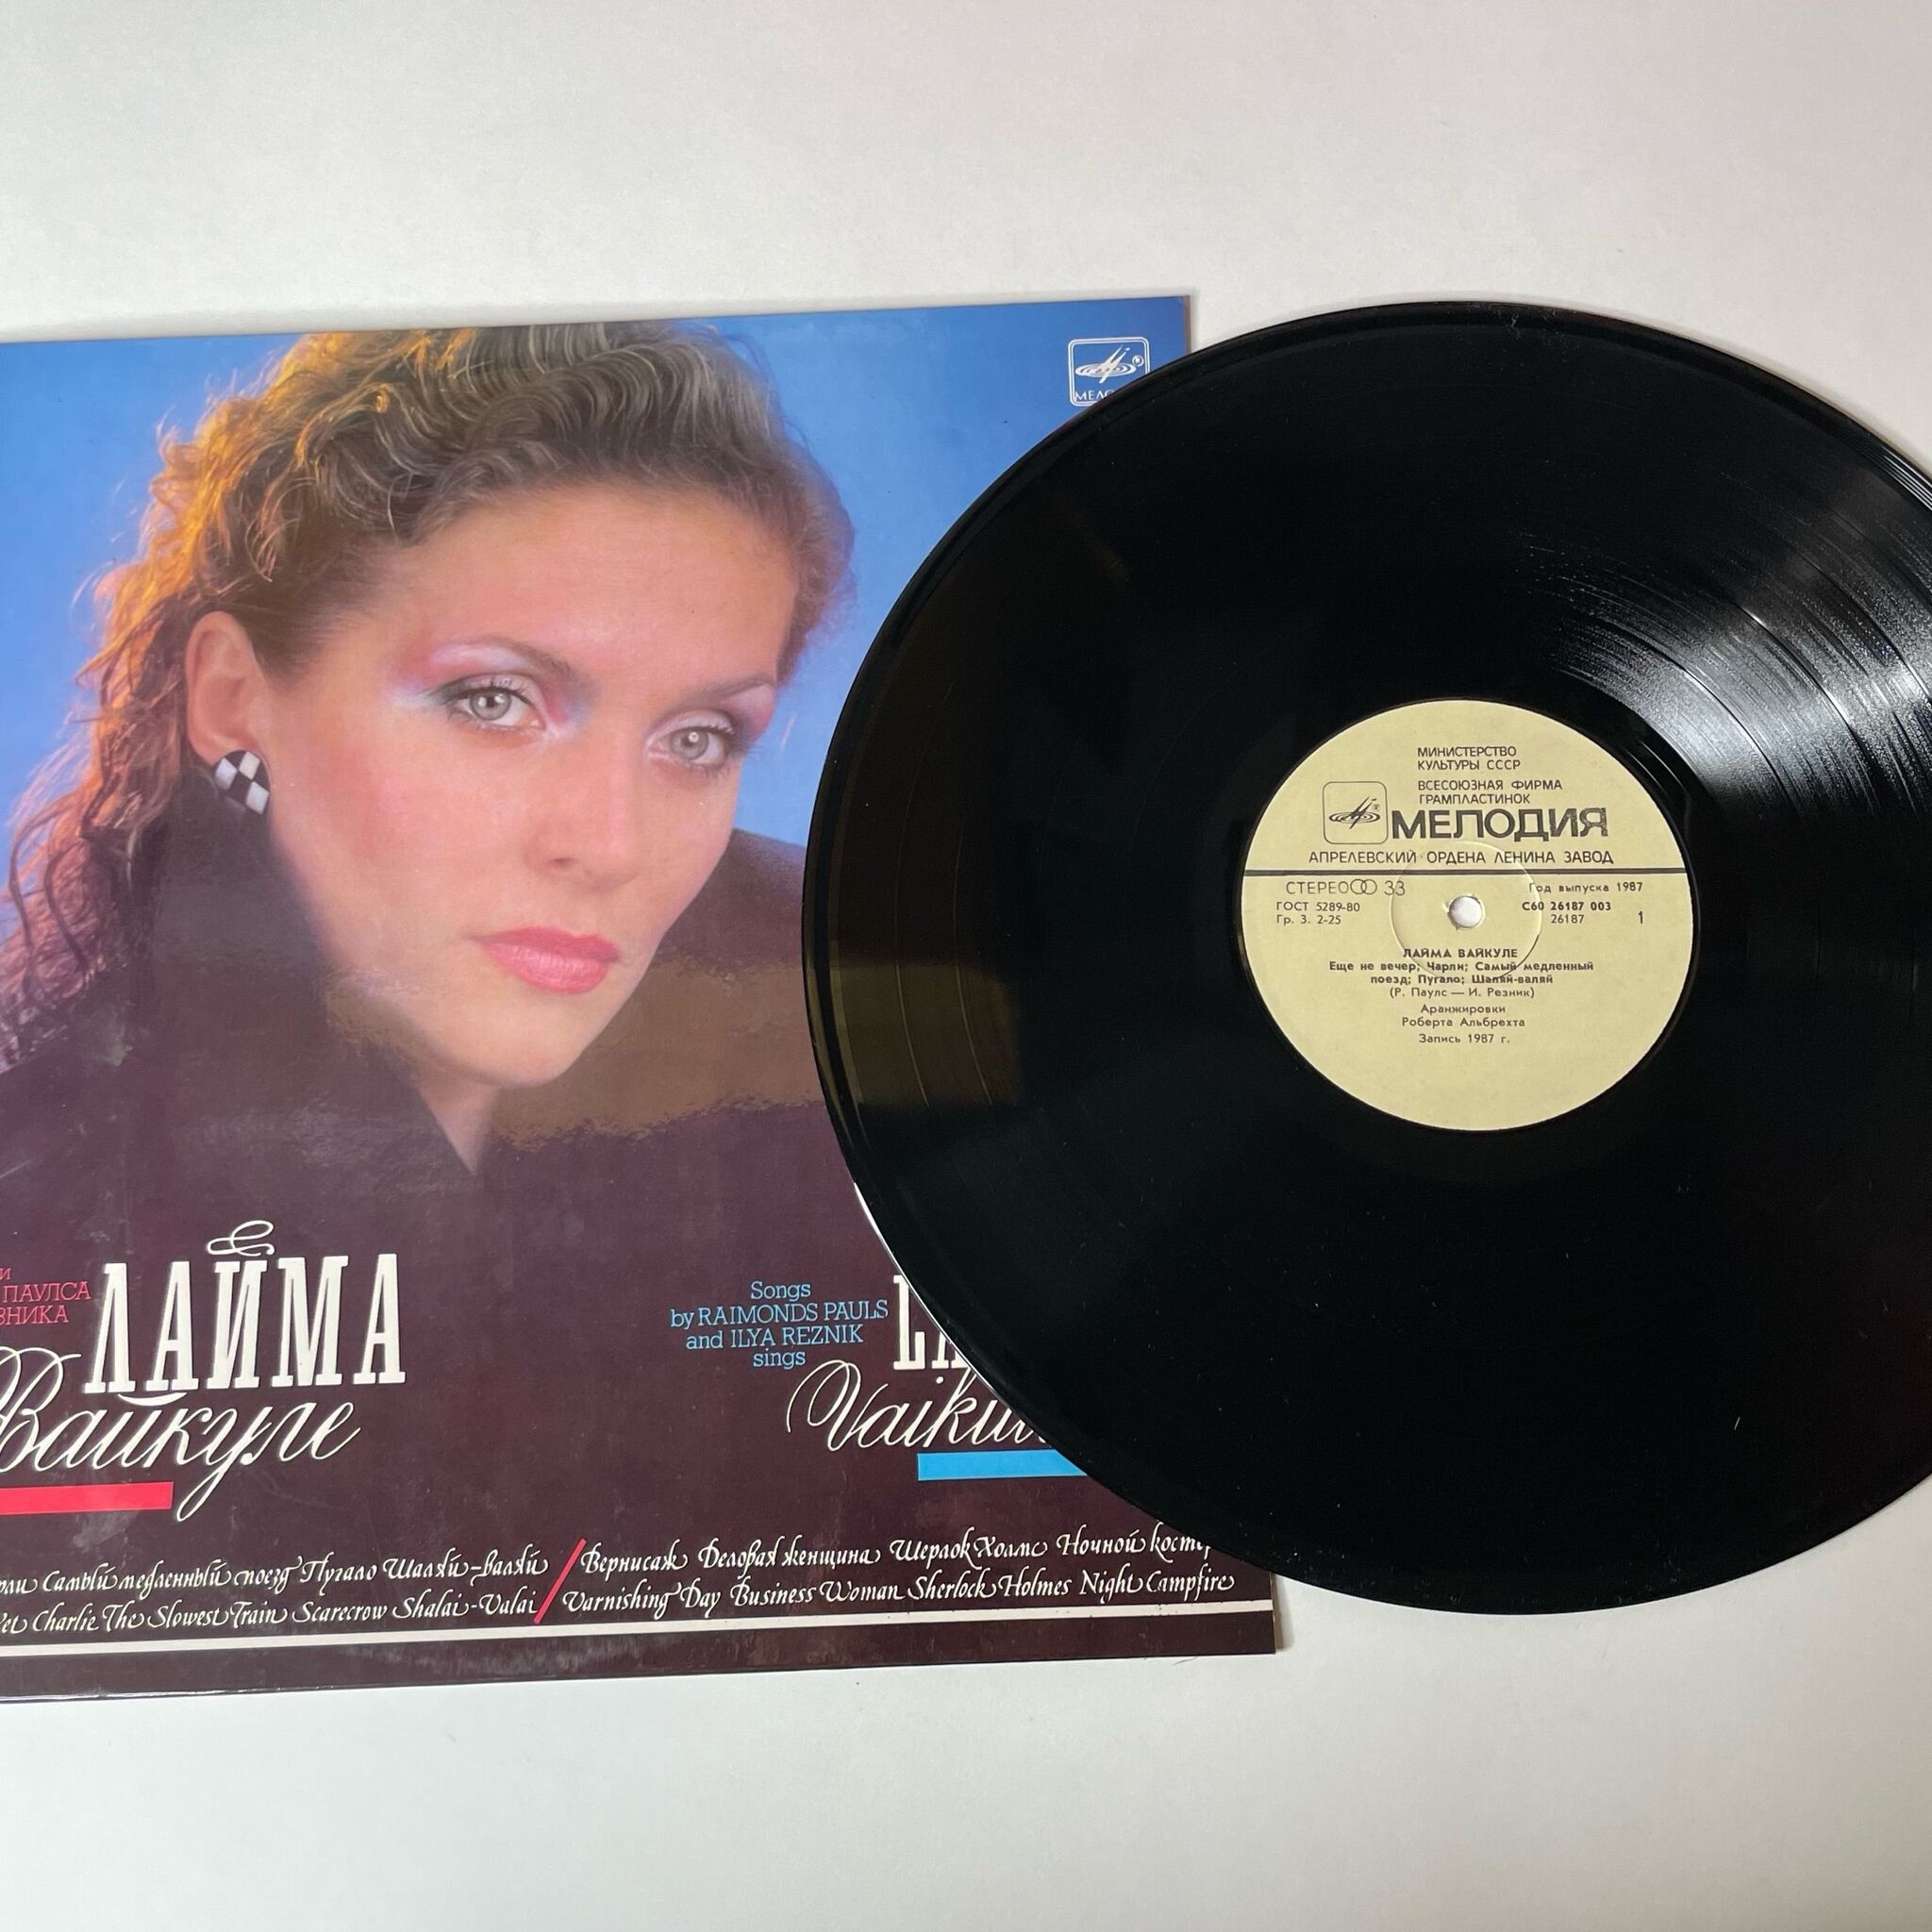 МЕЛО
МИНИСТЕРСТВО
КУЛЬТУРЫ СССР
ВСЕСОЮЗНАЯ ФИРМА
ГРАМПЛАСТИНОК
МЕЛОДИЯ
АПРЕЛЕВСКИЙ ОРДЕНА ЛЕНИНА ЗАВОД
СТЕРЕО 33 Год выпуска 1987
ГОСТ 5289-80 С60 26187 003
Гр. 3. 2-25 26187 1
ЛАЙМА ВАЙКУЛЕ
Еще не вечер; Чарли; Самый медленный
поезд; Пугало; Шаляй-валяй
(Р. Паулс — И. Резник)
Аранжировки
Роберта Альбрехта
Запись 1987 г.
ПАУЛСА
ЛАЙМА
Вайкуле
Songs
by RAIMONDS PAULS
and ILYA REZNIK
sings
Самый медленный поезд Пугало Шаляй-валяй / Вернисаж Деловая женщина Шерлок Холмс Ночной костер
Charlie The Slowest Train Scarecrow Shalai-Valai / Varnishing Day Business Woman Sherlock Holmes Night Campfire